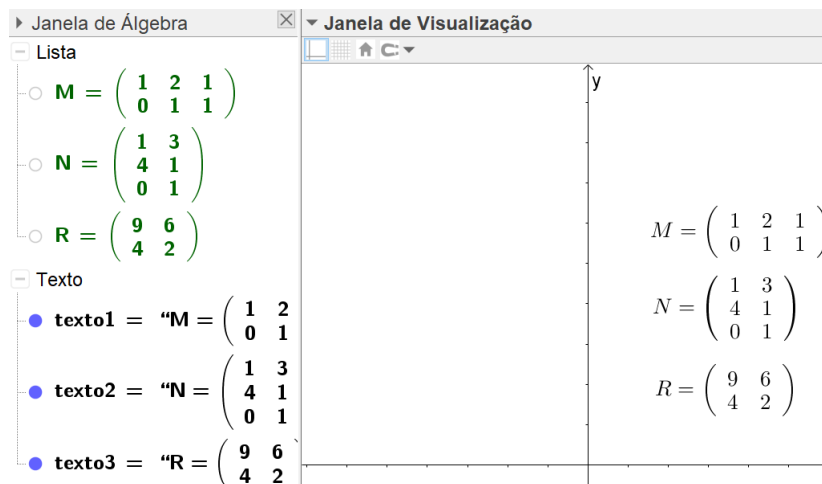 Janela de Álgebra
Lista
M = ( 1 2 1
0 1 1 )
N = ( 1 3
4 1
0 1 )
R = ( 9 6
4 2 )
Texto
texto1 = “M = ( 1 2
0 1
texto2 = “N = ( 1 3
4 1
0 1
texto3 = “R = ( 9 6
4 2
Janela de Visualização
y
M = ( 1 2 1
0 1 1 )
N = ( 1 3
4 1
0 1 )
R = ( 9 6
4 2 )